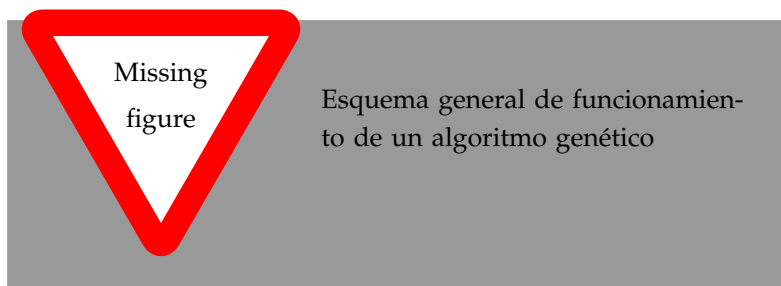 Missing
figure
Esquema general de funcionamien-
to de un algoritmo genético